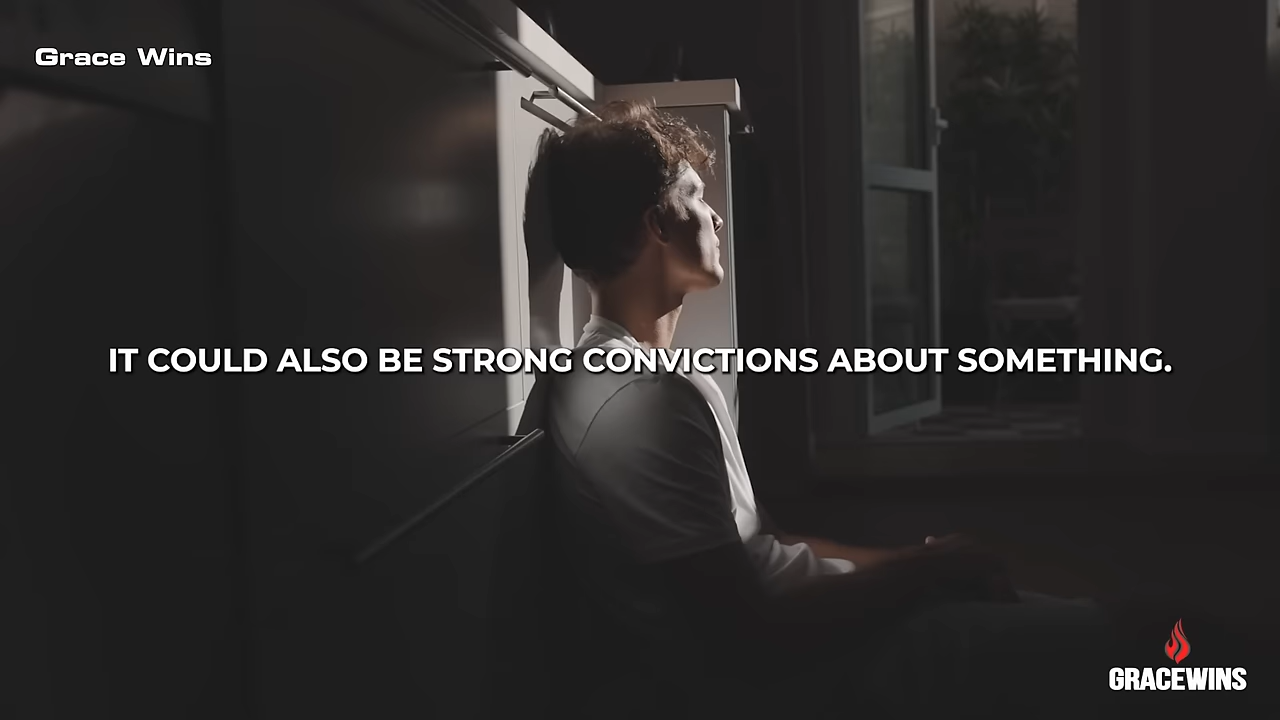 Grace Wins
IT COULD ALSO BE STRONG CONVICTIONS ABOUT SOMETHING.
GRACEWINS